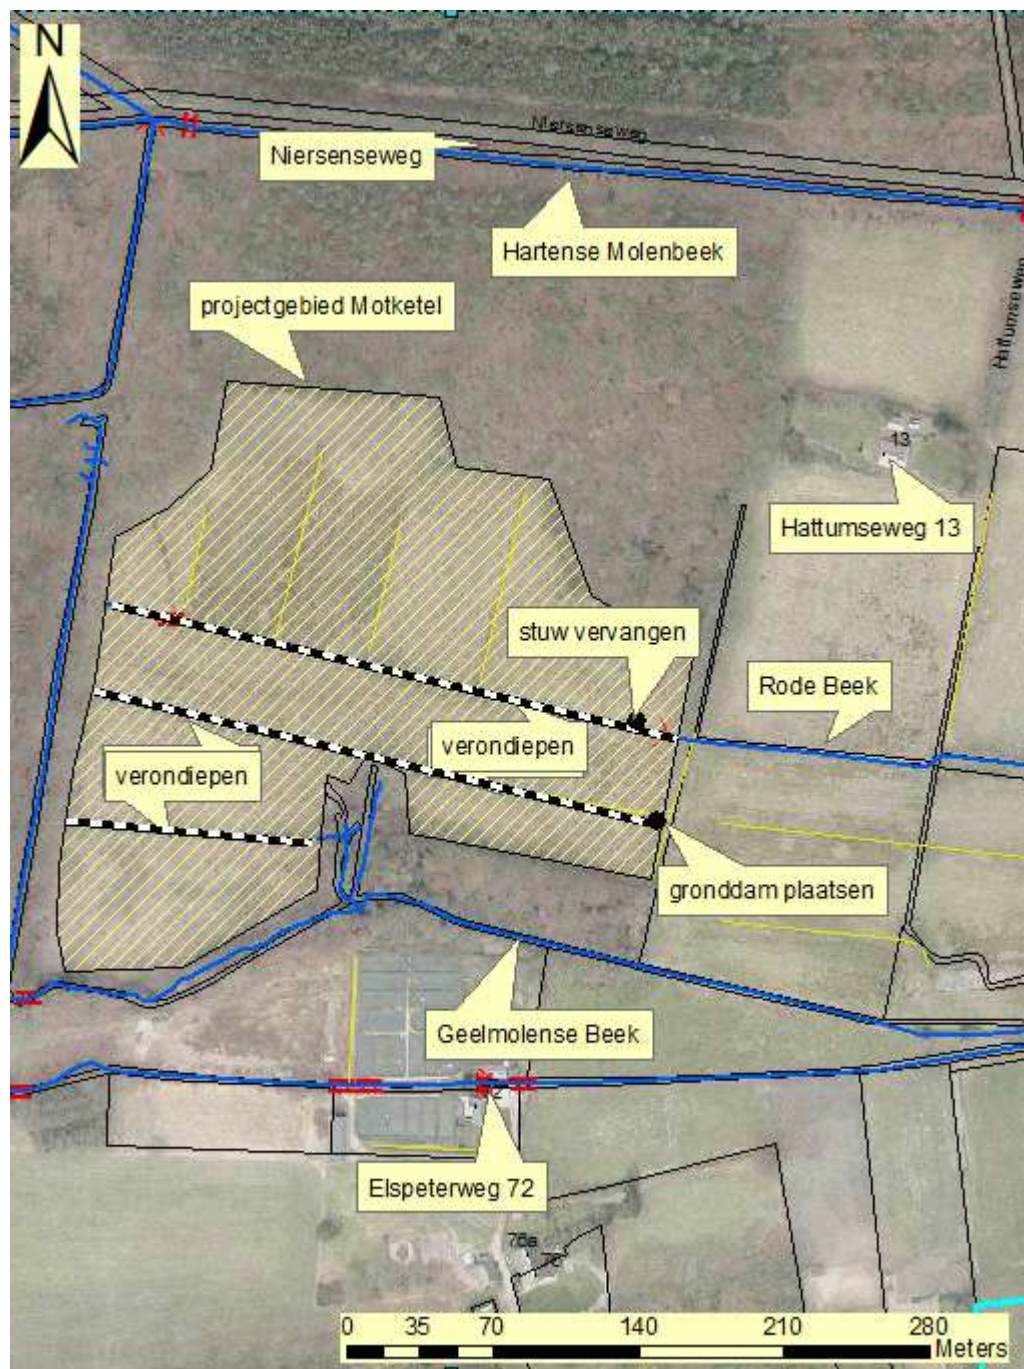 N
Niersenseweg
Niersenseweg
Hartense Molenbeek
Hattumseweg
projectgebied Motketel
13
Hattumseweg 13
stuw vervangen
Rode Beek
verondiepen
verondiepen
gronddam plaatsen
Geelmolense Beek
Elspeterweg 72
76a
76
0 35 70 140 210 280
Meters